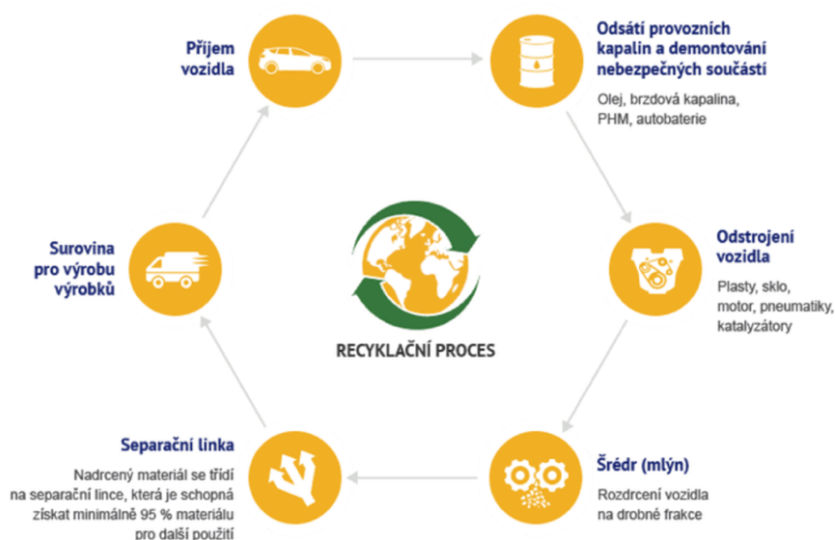 Příjem
vozidla
Odsátí provozních
kapalin a demontování
nebezpečných součástí
Olej, brzdová kapalina,
PHM, autobaterie
Odstrojení
vozidla
Plasty, sklo,
motor, pneumatiky,
katalyzátory
Šrédr (mlýn)
Rozdrcení vozidla
na drobné frakce
Separační linka
Nadrcený materiál se třídí
na separační lince, která je schopná
získat minimálně 95 % materiálu
pro další použití
Surovina
pro výrobu
výrobků
RECYKLAČNÍ PROCES